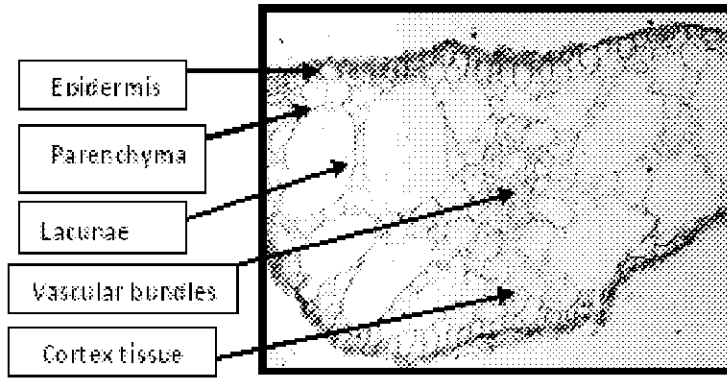 Epidermis
Parenchyma
Lacunae
Vascular bundles
Cortex tissue